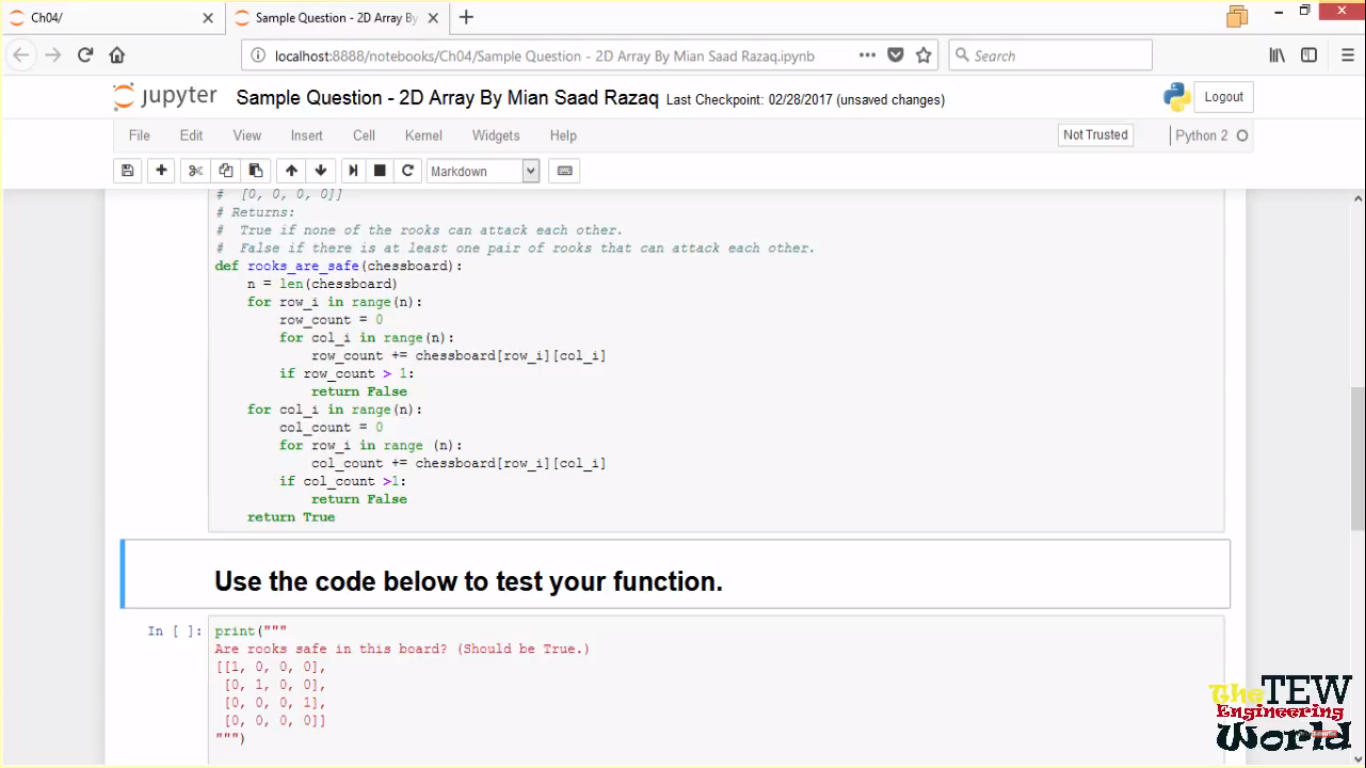 Ch04/
Sample Question - 2D Array By
localhost:8888/notebooks/Ch04/Sample Question - 2D Array By Mian Saad Razaq.ipynb
Search
jupyter Sample Question - 2D Array By Mian Saad Razaq Last Checkpoint: 02/28/2017 (unsaved changes)
Logout
File Edit View Insert Cell Kernel Widgets Help
Not Trusted
Python 2
Markdown
#  [0, 0, 0, 0]]
# Returns:
#  True if none of the rooks can attack each other.
#  False if there is at least one pair of rooks that can attack each other.
def rooks_are_safe(chessboard):
    n = len(chessboard)
    for row_i in range(n):
        row_count = 0
        for col_i in range(n):
            row_count += chessboard[row_i][col_i]
        if row_count > 1:
            return False
    for col_i in range(n):
        col_count = 0
        for row_i in range (n):
            col_count += chessboard[row_i][col_i]
        if col_count >1:
            return False
    return True
Use the code below to test your function.
In [ ]: print("""
Are rooks safe in this board? (Should be True.)
[[1, 0, 0, 0],
 [0, 1, 0, 0],
 [0, 0, 0, 1],
 [0, 0, 0, 0]]
""")
The TEW
Engineering
World